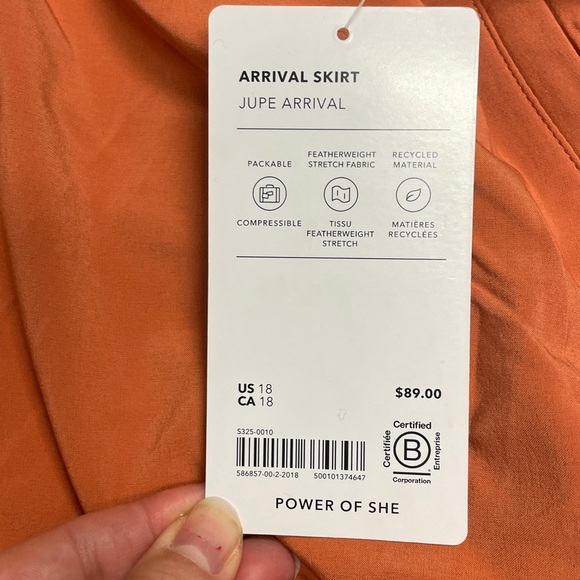 ARRIVAL SKIRT
JUPE ARRIVAL
PACKABLE
COMPRESSIBLE
FEATHERWEIGHT
STRETCH FABRIC
TISSU
FEATHERWEIGHT
STRETCH
RECYCLED
MATERIAL
MATIÈRES
RECYCLÉES
US 18
CA 18
$89.00
S325-0010
586857-00-2-2018 500101374647
Certified
Certifiée
B
Entreprise
Corporation
POWER OF SHE